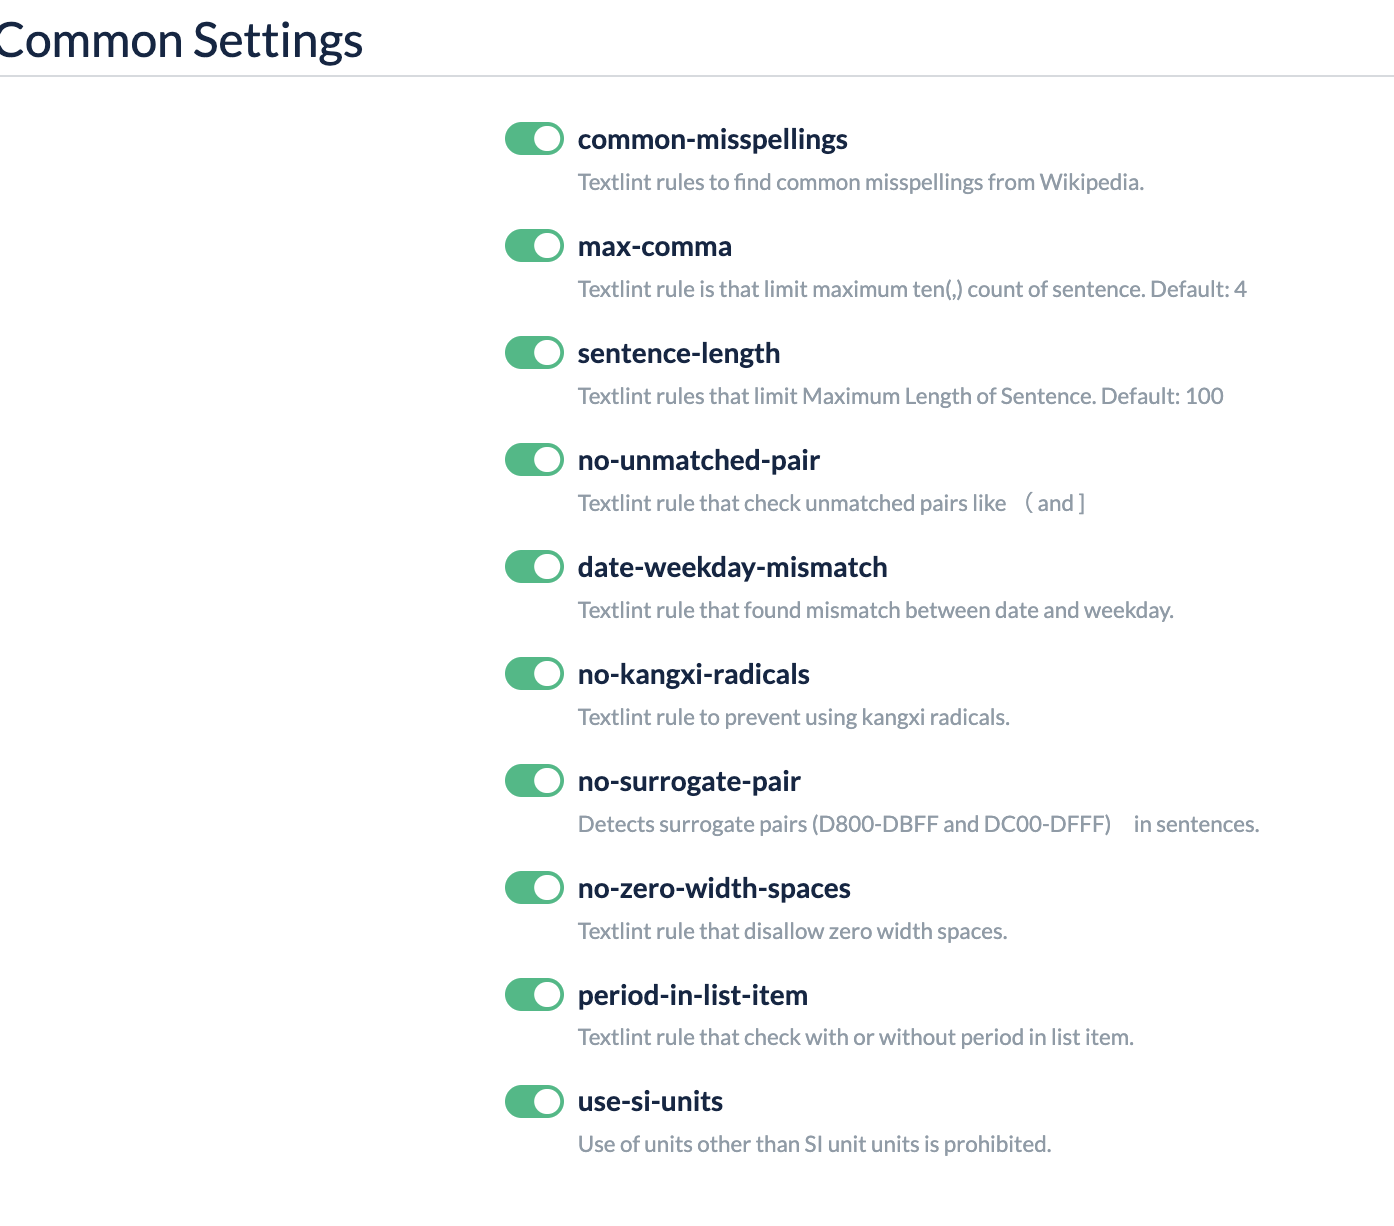 Common Settings
common-misspellings
Textlint rules to find common misspellings from Wikipedia.
max-comma
Textlint rule is that limit maximum ten(,) count of sentence. Default: 4
sentence-length
Textlint rules that limit Maximum Length of Sentence. Default: 100
no-unmatched-pair
Textlint rule that check unmatched pairs like （ and ]
date-weekday-mismatch
Textlint rule that found mismatch between date and weekday.
no-kangxi-radicals
Textlint rule to prevent using kangxi radicals.
no-surrogate-pair
Detects surrogate pairs (D800-DBFF and DC00-DFFF)　in sentences.
no-zero-width-spaces
Textlint rule that disallow zero width spaces.
period-in-list-item
Textlint rule that check with or without period in list item.
use-si-units
Use of units other than SI unit units is prohibited.